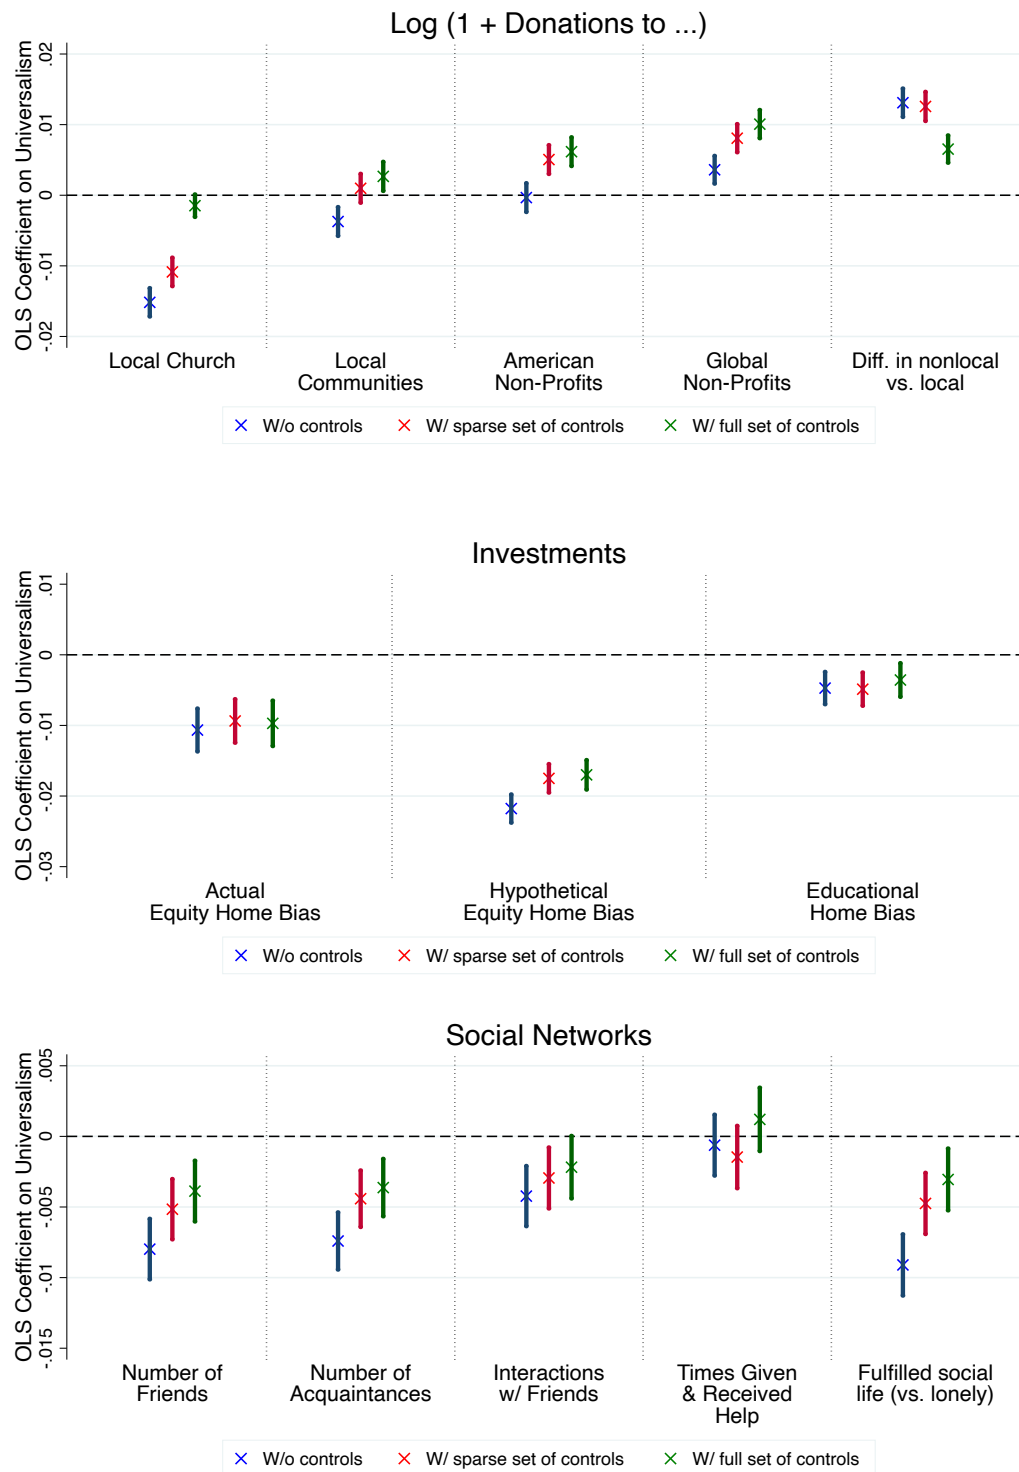 Log (1 + Donations to ...)
OLS Coefficient on Universalism
.02
.01
0
-.01
-.02
Local Church
Local
Communities
American
Non-Profits
Global
Non-Profits
Diff. in nonlocal
vs. local
W/o controls
W/ sparse set of controls
W/ full set of controls
Investments
OLS Coefficient on Universalism
.01
0
-.01
-.02
-.03
Actual
Equity Home Bias
Hypothetical
Equity Home Bias
Educational
Home Bias
W/o controls
W/ sparse set of controls
W/ full set of controls
Social Networks
OLS Coefficient on Universalism
.005
0
-.005
-.01
-.015
Number of
Friends
Number of
Acquaintances
Interactions
w/ Friends
Times Given
& Received
Help
Fulfilled social
life (vs. lonely)
W/o controls
W/ sparse set of controls
W/ full set of controls